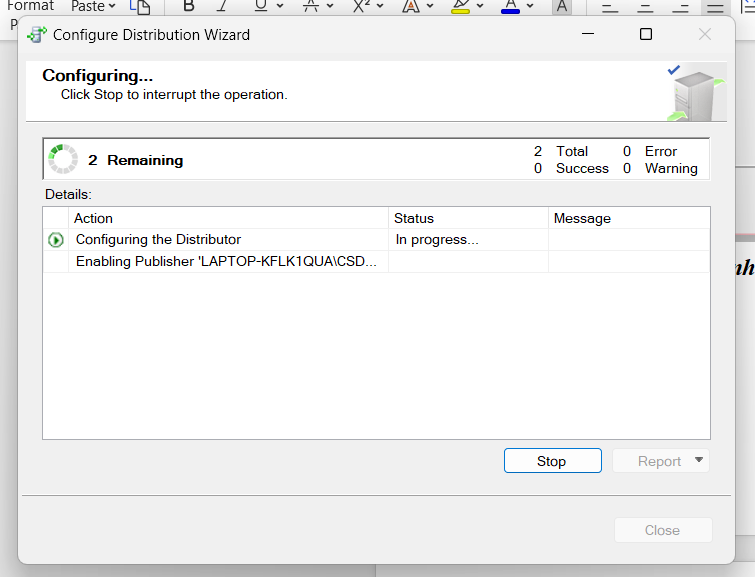 Format Paste
P B I U X² A A A
Configure Distribution Wizard
Configuring...
Click Stop to interrupt the operation.
2 Remaining
2 Total 0 Error
0 Success 0 Warning
Details:
Action Status Message
Configuring the Distributor In progress...
Enabling Publisher 'LAPTOP-KFLK1QUA\CSD...
nh
Stop Report
Close